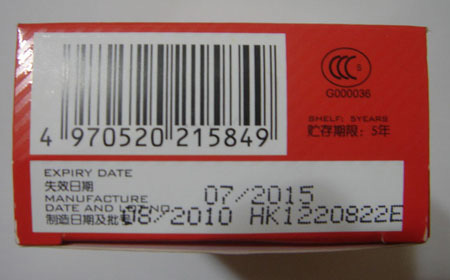 4 970520 215849
CCC S
G000036
SHELF: 5YEARS
贮存期限：5年
EXPIRY DATE
失效日期
07/2015
MANUFACTURE
DATE AND LOT NO.
制造日期及批号
08/2010 HK1220822E